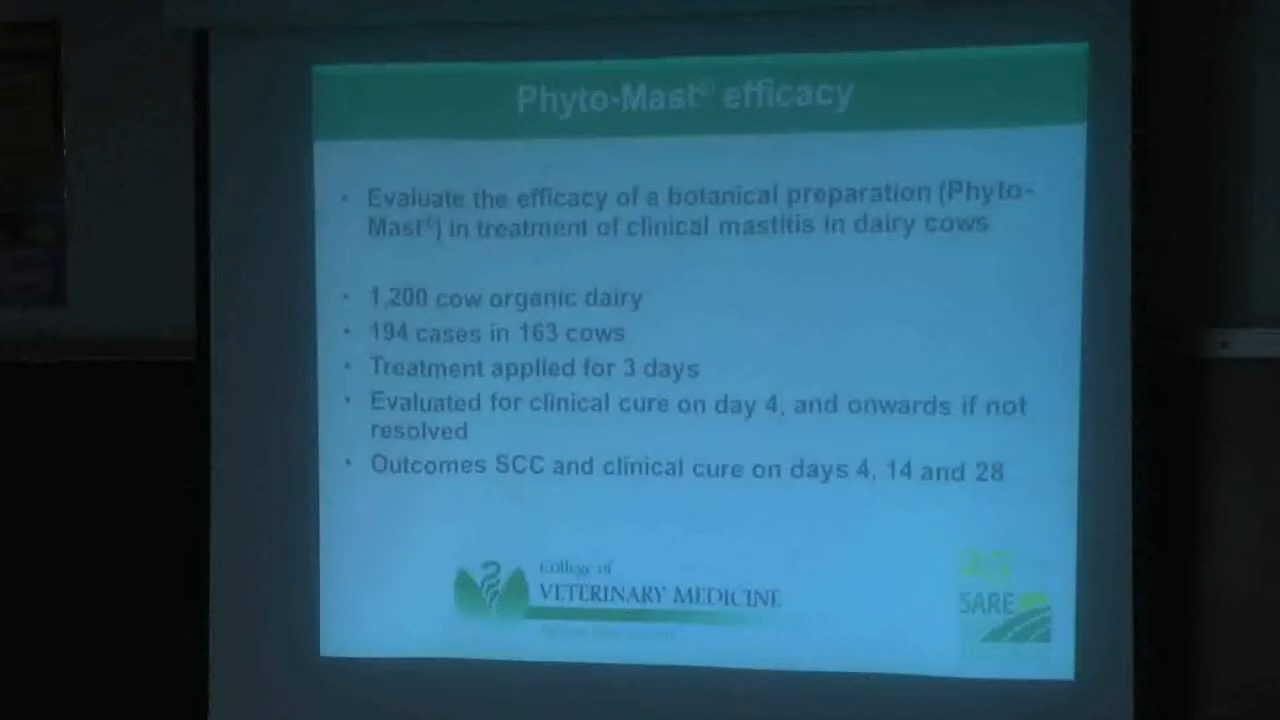 Phyto-Mast® efficacy
• Evaluate the efficacy of a botanical preparation (Phyto-
Mast®) in treatment of clinical mastitis in dairy cows
• 1,200 cow organic dairy
• 194 cases in 163 cows
• Treatment applied for 3 days
• Evaluated for clinical cure on day 4, and onwards if not
resolved
• Outcomes SCC and clinical cure on days 4, 14 and 28
College of
VETERINARY MEDICINE
25
SARE